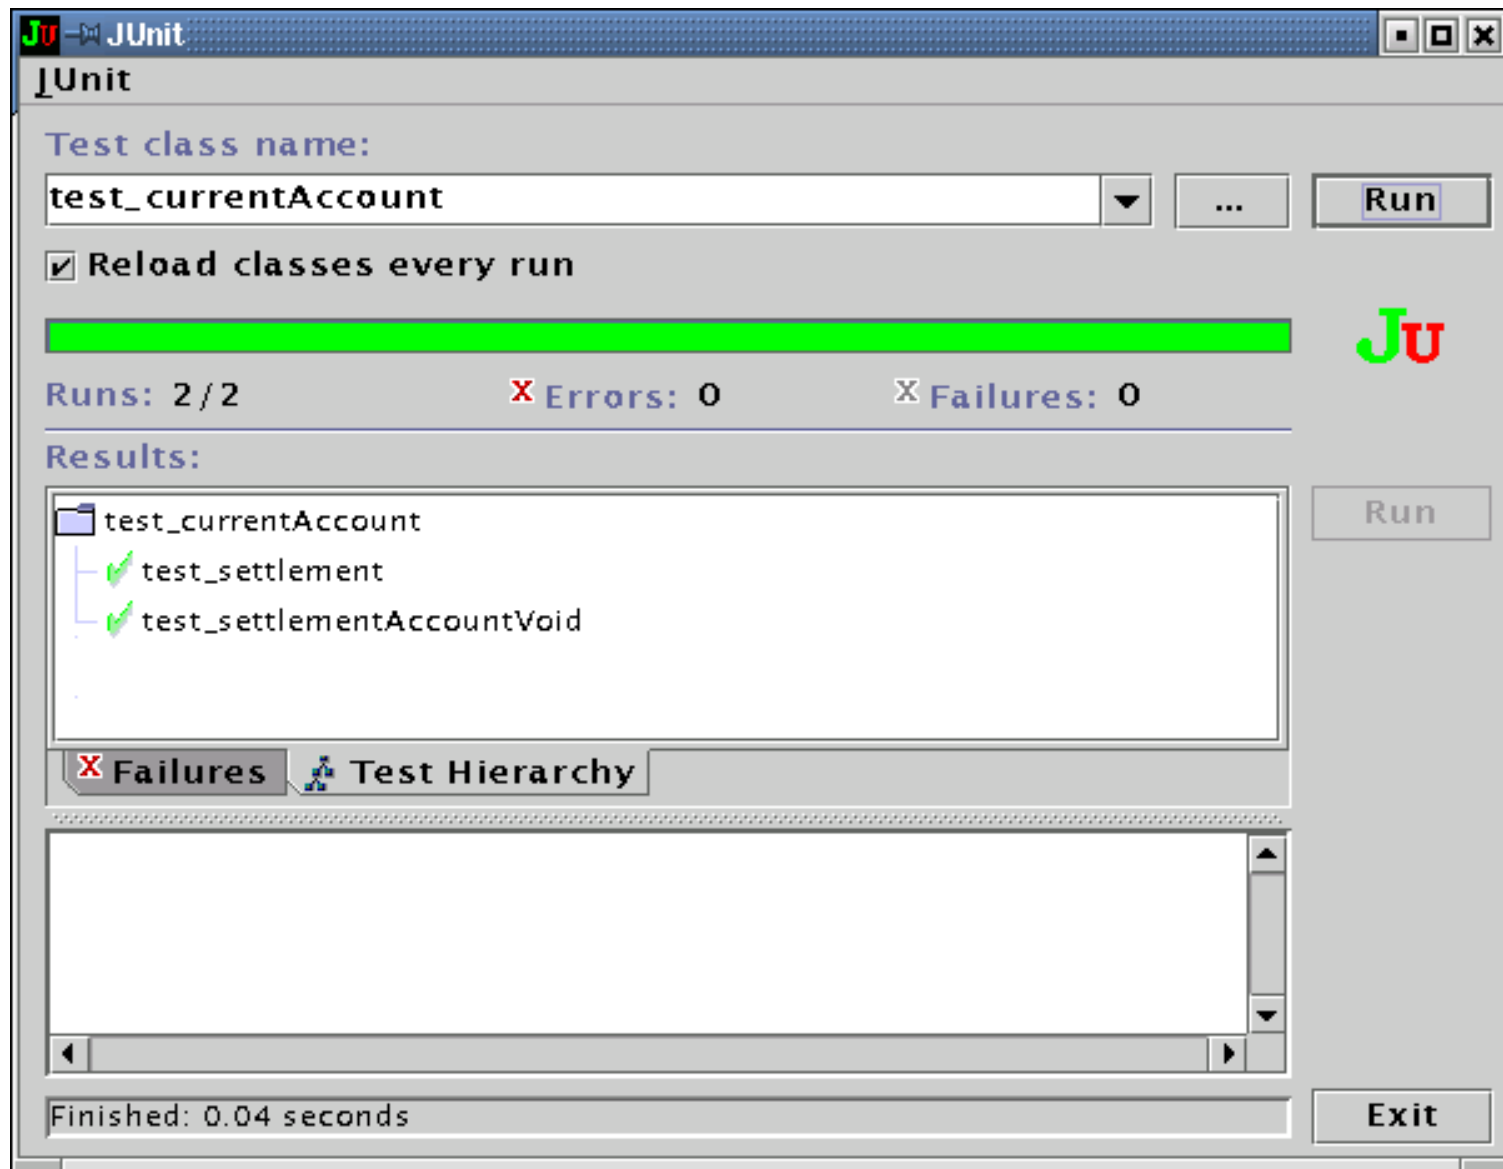 JU JUnit
JUnit
Test class name:
test_currentAccount ... Run
Reload classes every run
JU
Runs: 2/2 X Errors: 0 X Failures: 0
Results:
test_currentAccount Run
test_settlement
test_settlementAccountVoid
X Failures Test Hierarchy
Finished: 0.04 seconds Exit